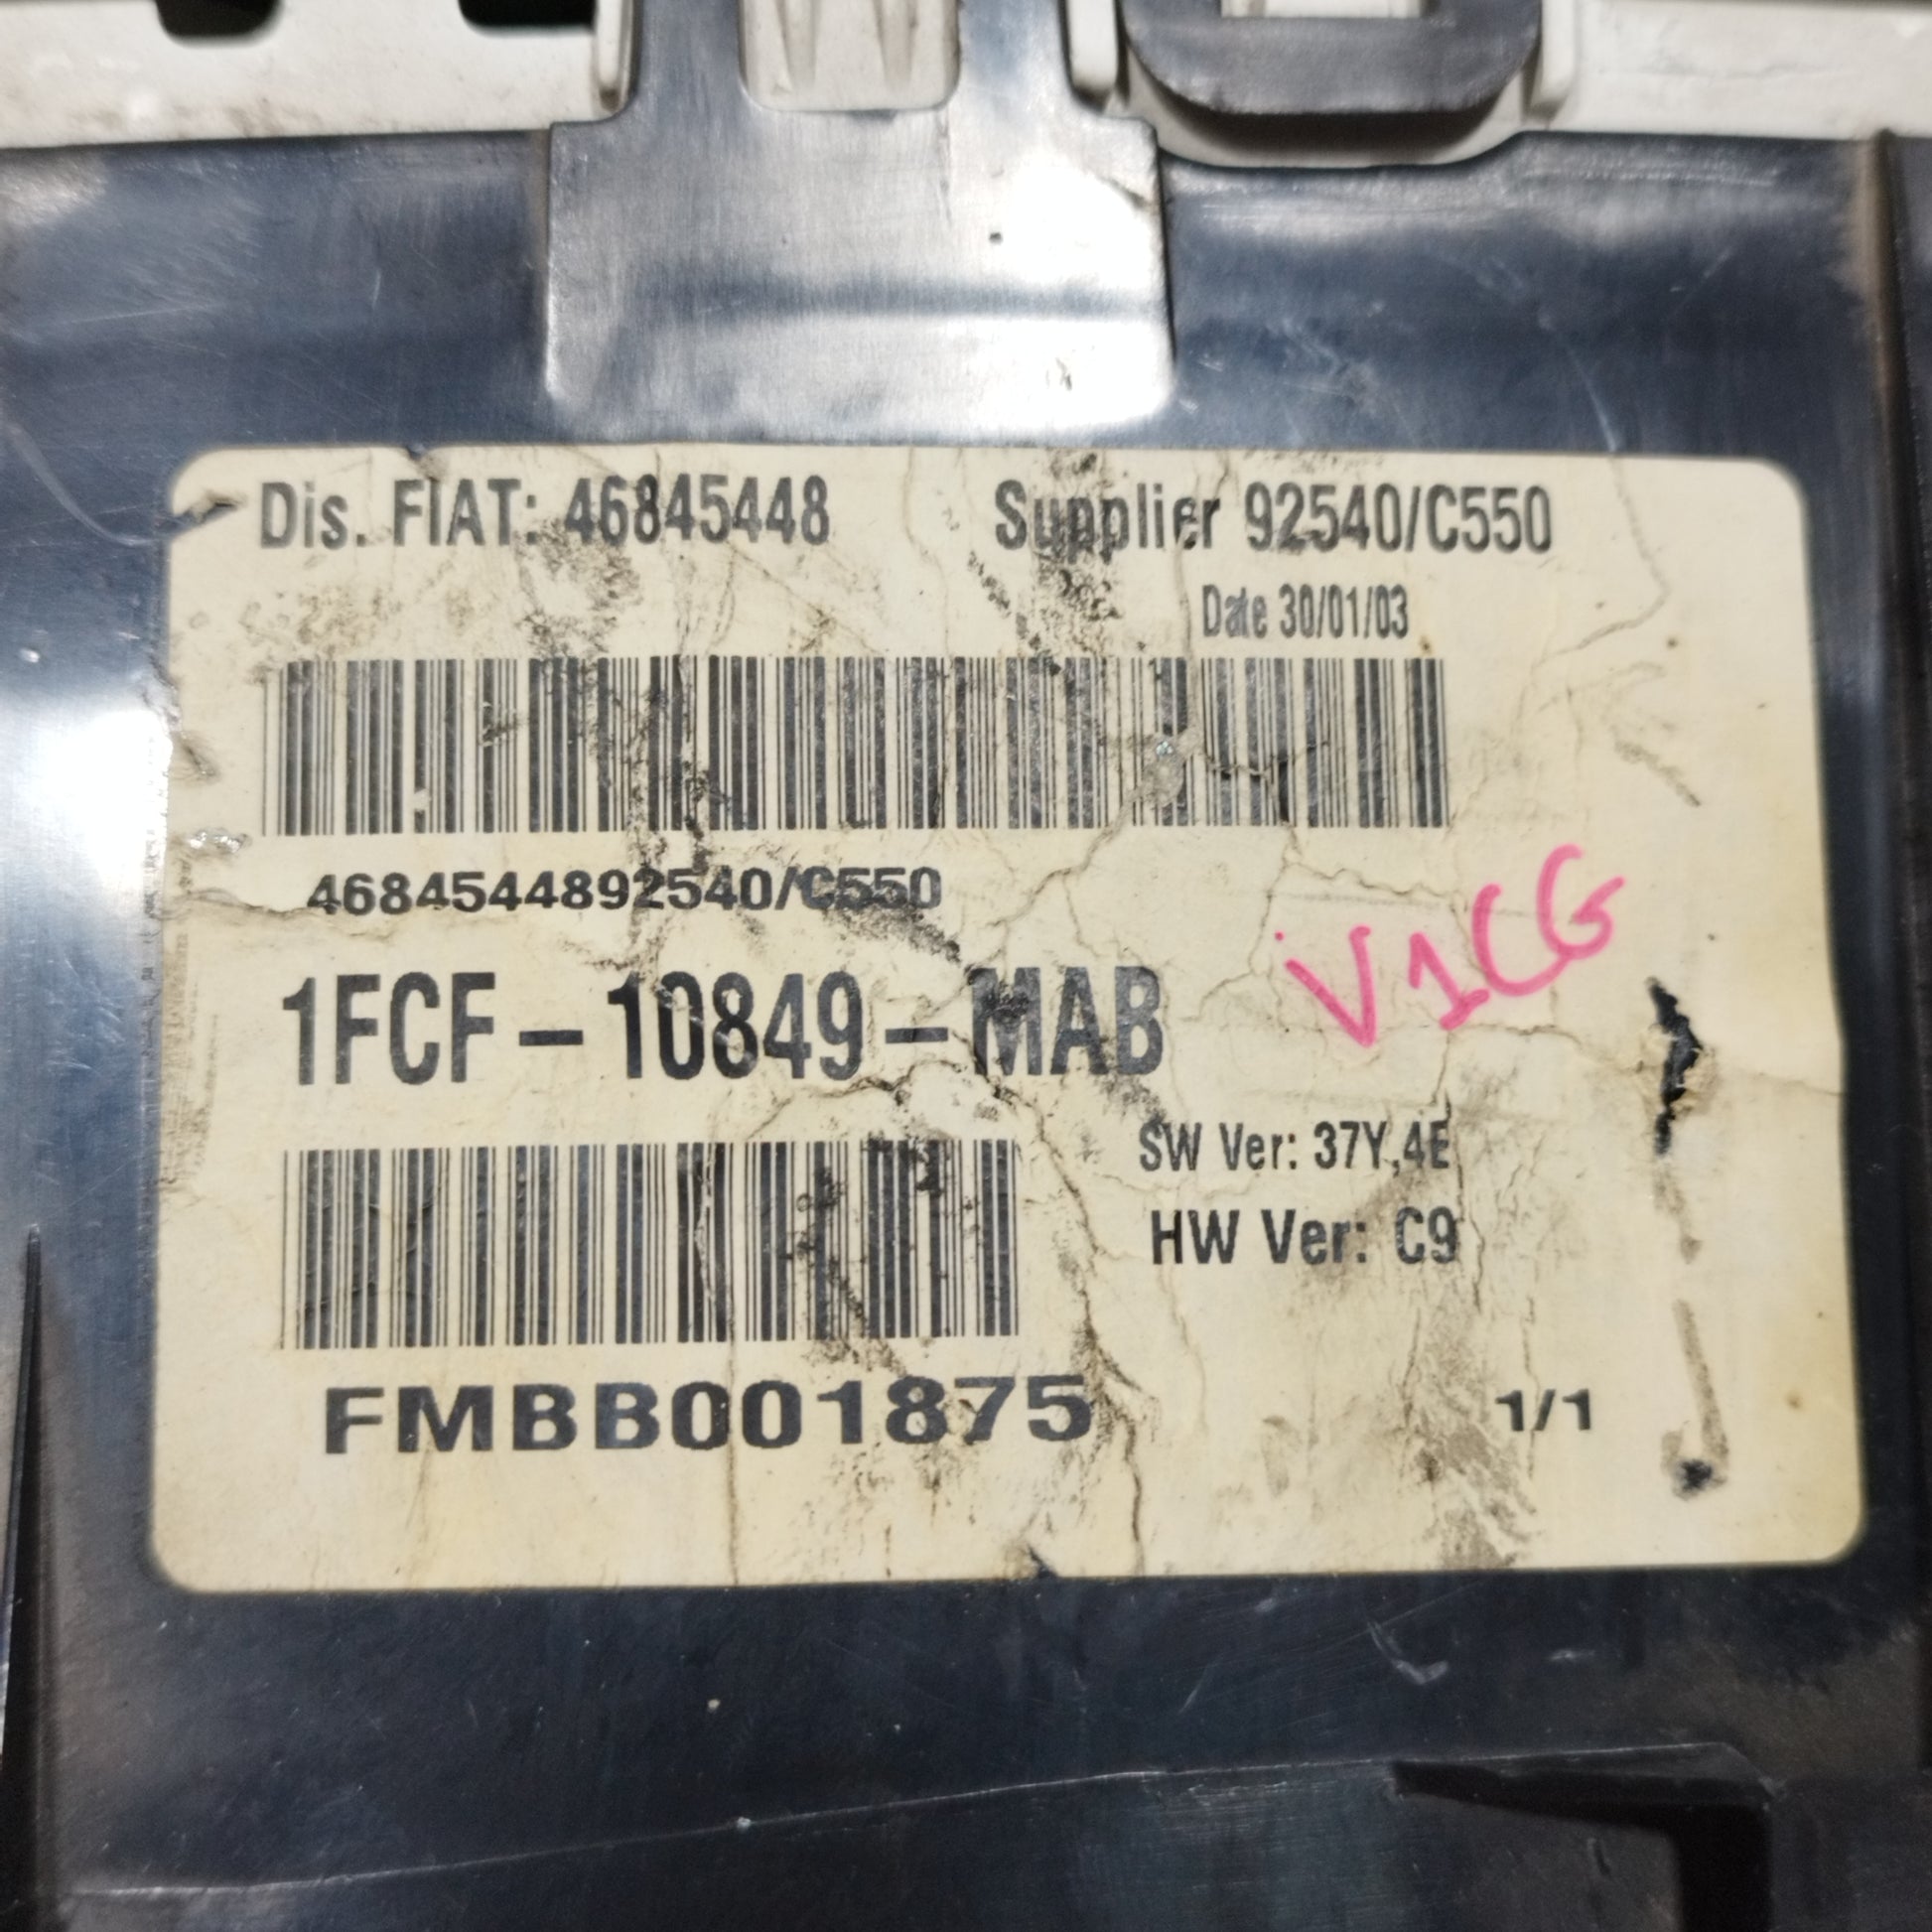 Dis. FIAT: 46845448 Supplier 92540/C550
Date 30/01/03
4684544892540/C550
1FCF-10849-MAB
V1CG
SW Ver: 37Y,4E
HW Ver: C9
FMBB001875
1/1